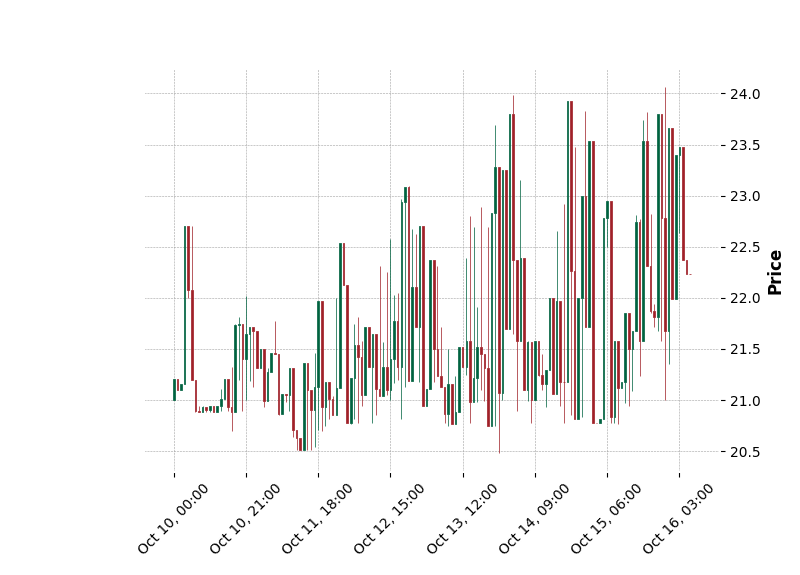 24.0
23.5
23.0
22.5
22.0
21.5
21.0
20.5
Price
Oct 10, 00:00
Oct 10, 21:00
Oct 11, 18:00
Oct 12, 15:00
Oct 13, 12:00
Oct 14, 09:00
Oct 15, 06:00
Oct 16, 03:00